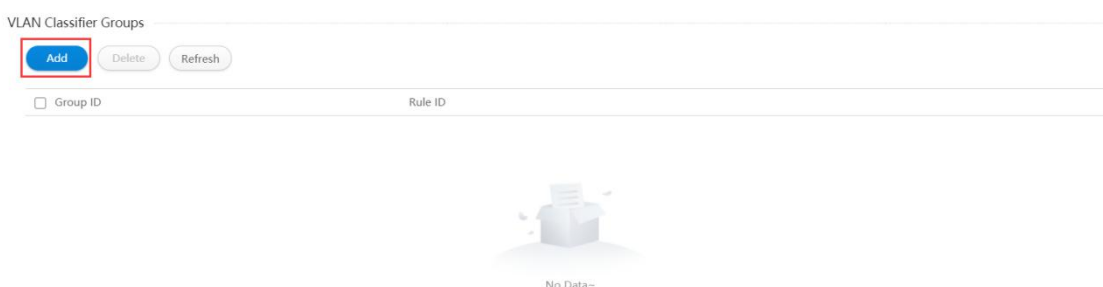 VLAN Classifier Groups
Add Delete Refresh
Group ID Rule ID
No Data~